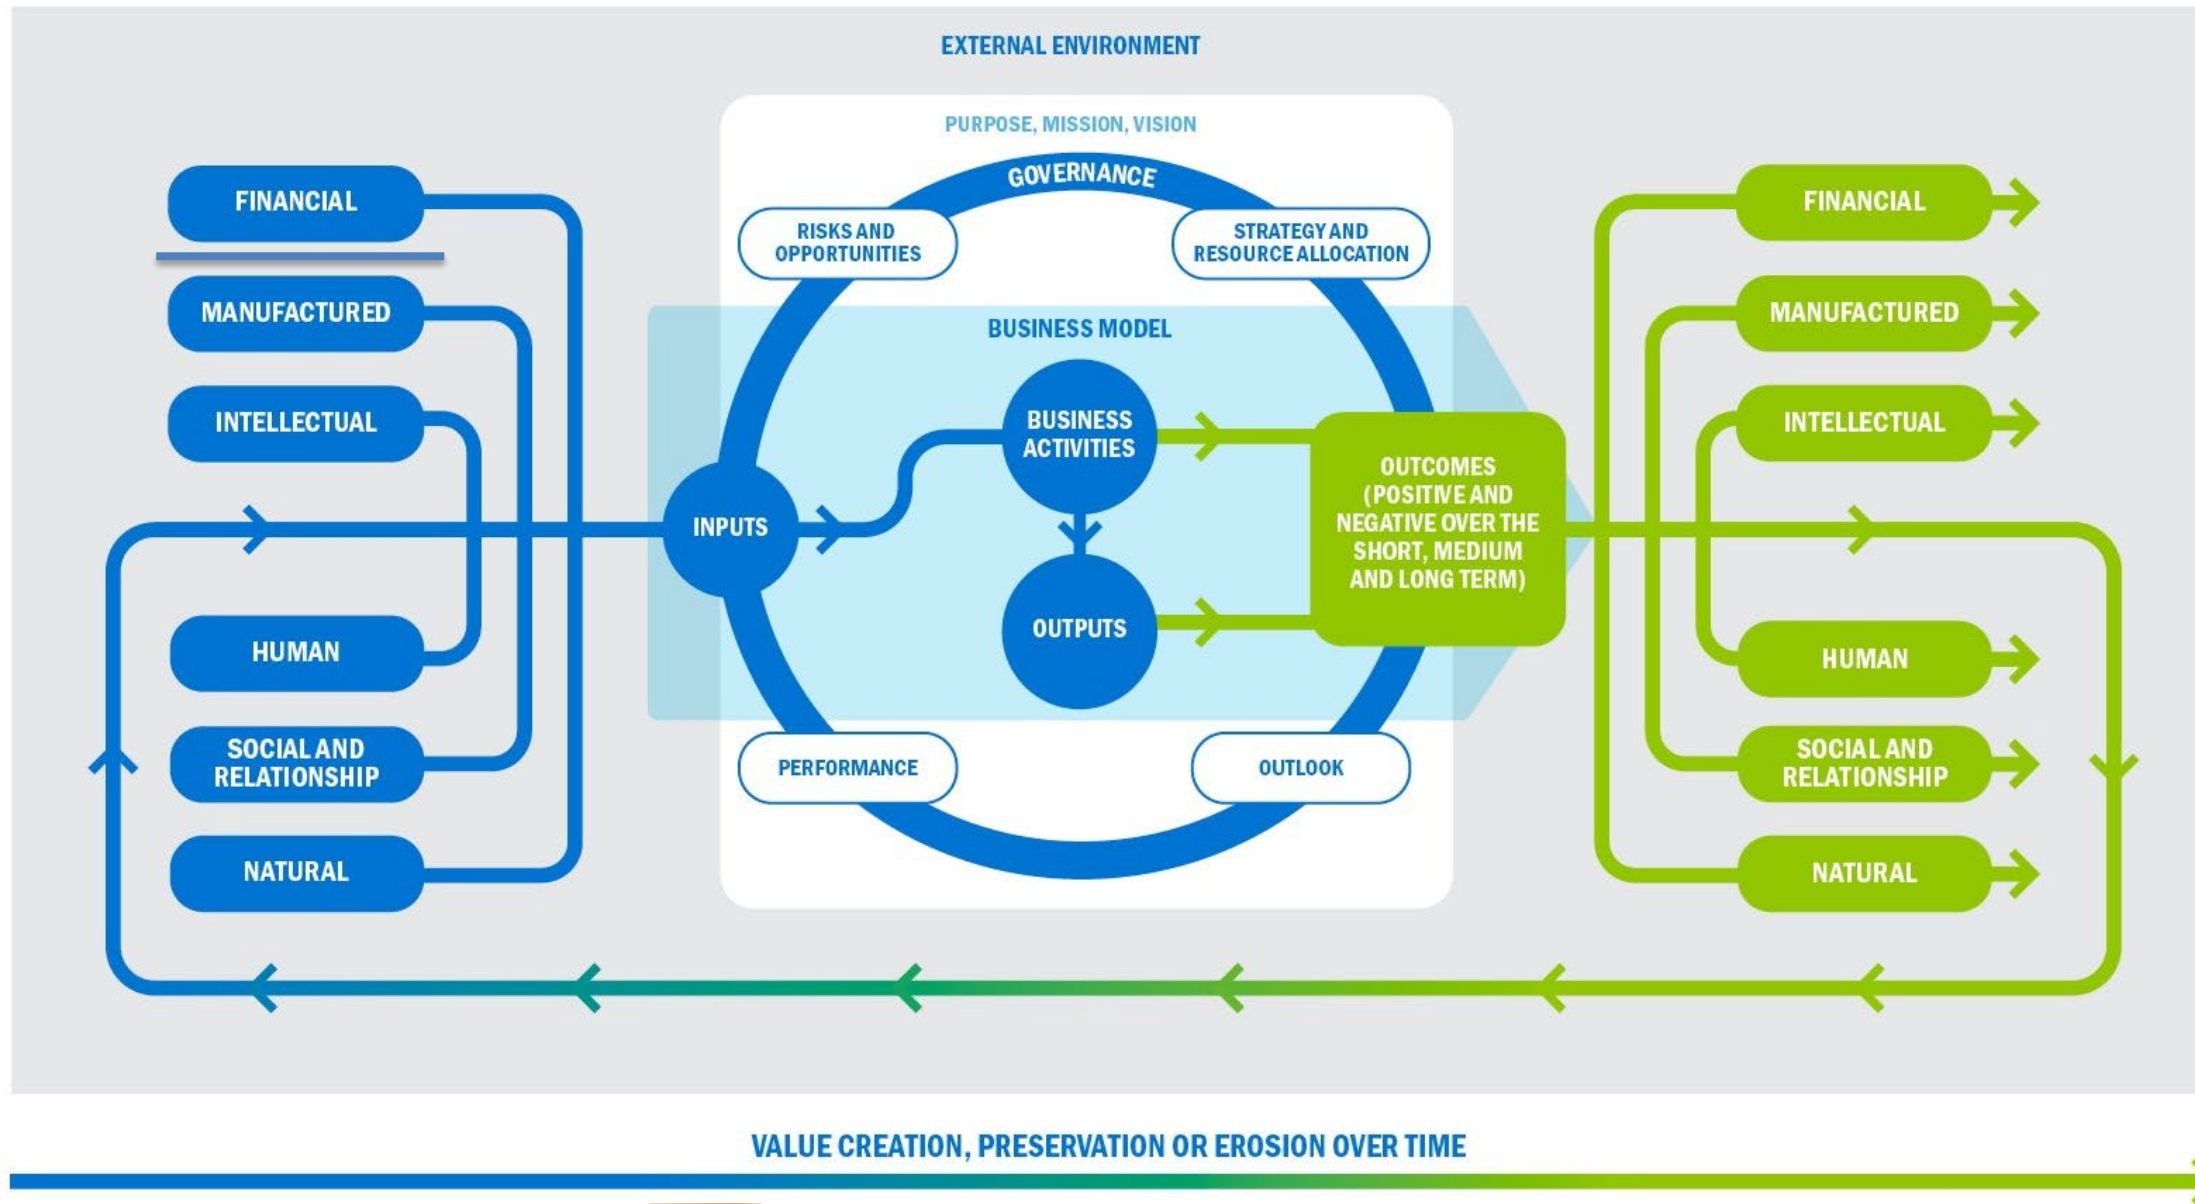 EXTERNAL ENVIRONMENT
PURPOSE, MISSION, VISION
GOVERNANCE
RISKS AND
OPPORTUNITIES
STRATEGY AND
RESOURCE ALLOCATION
FINANCIAL
MANUFACTURED
INTELLECTUAL
HUMAN
SOCIAL AND
RELATIONSHIP
NATURAL
BUSINESS MODEL
INPUTS
BUSINESS
ACTIVITIES
OUTPUTS
OUTCOMES
(POSITIVE AND
NEGATIVE OVER THE
SHORT, MEDIUM
AND LONG TERM)
PERFORMANCE
OUTLOOK
FINANCIAL
MANUFACTURED
INTELLECTUAL
HUMAN
SOCIAL AND
RELATIONSHIP
NATURAL
VALUE CREATION, PRESERVATION OR EROSION OVER TIME